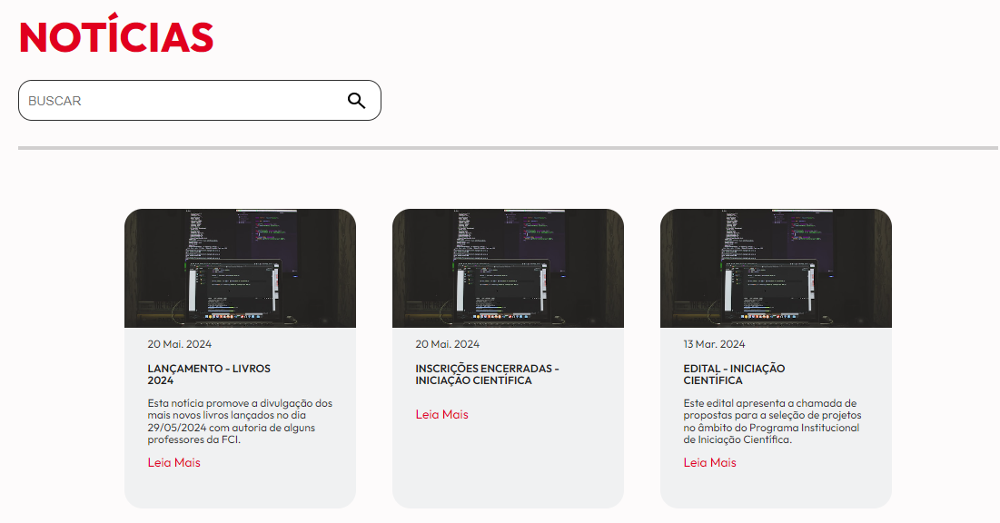 NOTÍCIAS
BUSCAR
20 Mai. 2024
LANÇAMENTO - LIVROS
2024
Esta notícia promove a divulgação dos
mais novos livros lançados no dia
29/05/2024 com autoria de alguns
professores da FCI.
Leia Mais
20 Mai. 2024
INSCRIÇÕES ENCERRADAS -
INICIAÇÃO CIENTÍFICA
Leia Mais
13 Mar. 2024
EDITAL - INICIAÇÃO
CIENTÍFICA
Este edital apresenta a chamada de
propostas para a seleção de projetos
no âmbito do Programa Institucional
de Iniciação Científica.
Leia Mais